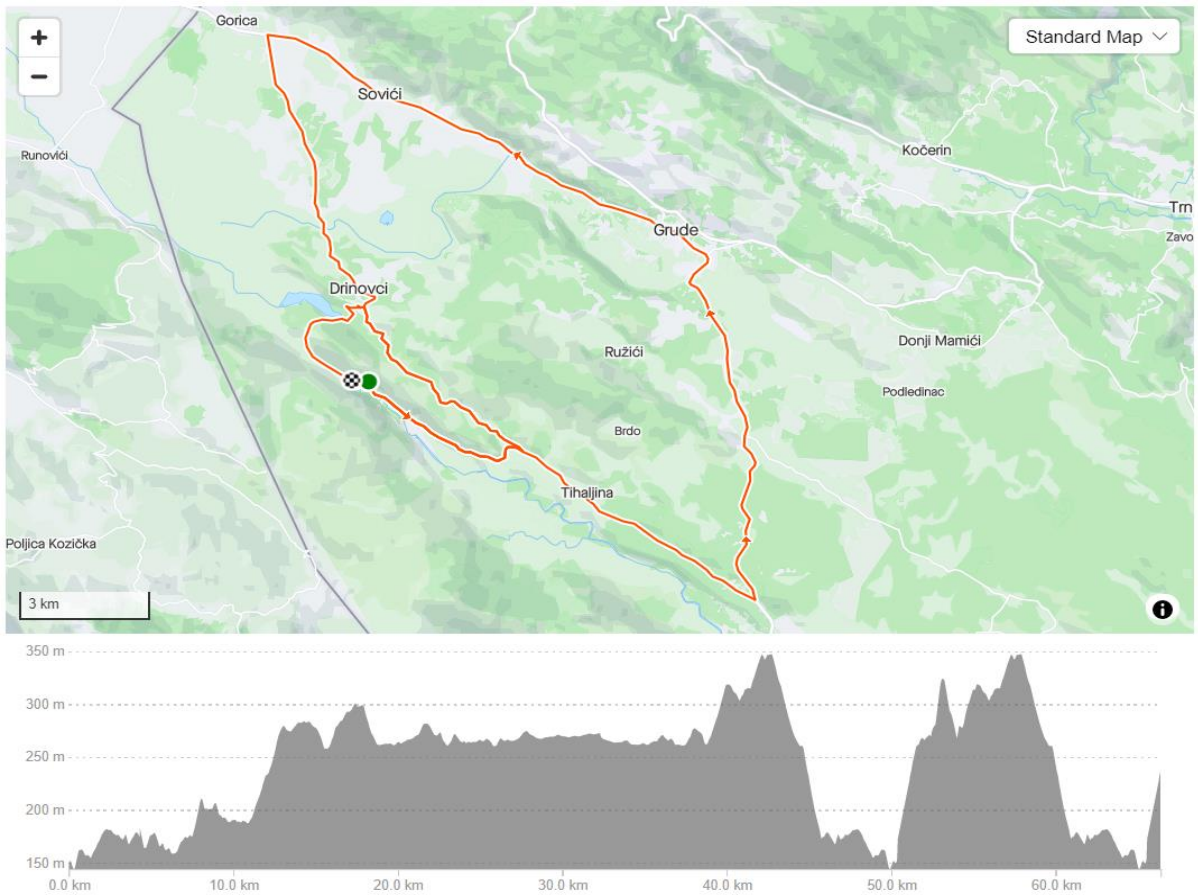 Gorica
+
−
Standard Map
Sovići
Runovići
Kočerin
Trn
Grude
Zavo
Drinovci
Ružići
Donji Mamići
Podledinac
Brdo
Tihaljina
Poljica Kozička
3 km
i
350 m
300 m
250 m
200 m
150 m
0.0 km 10.0 km 20.0 km 30.0 km 40.0 km 50.0 km 60.0 km